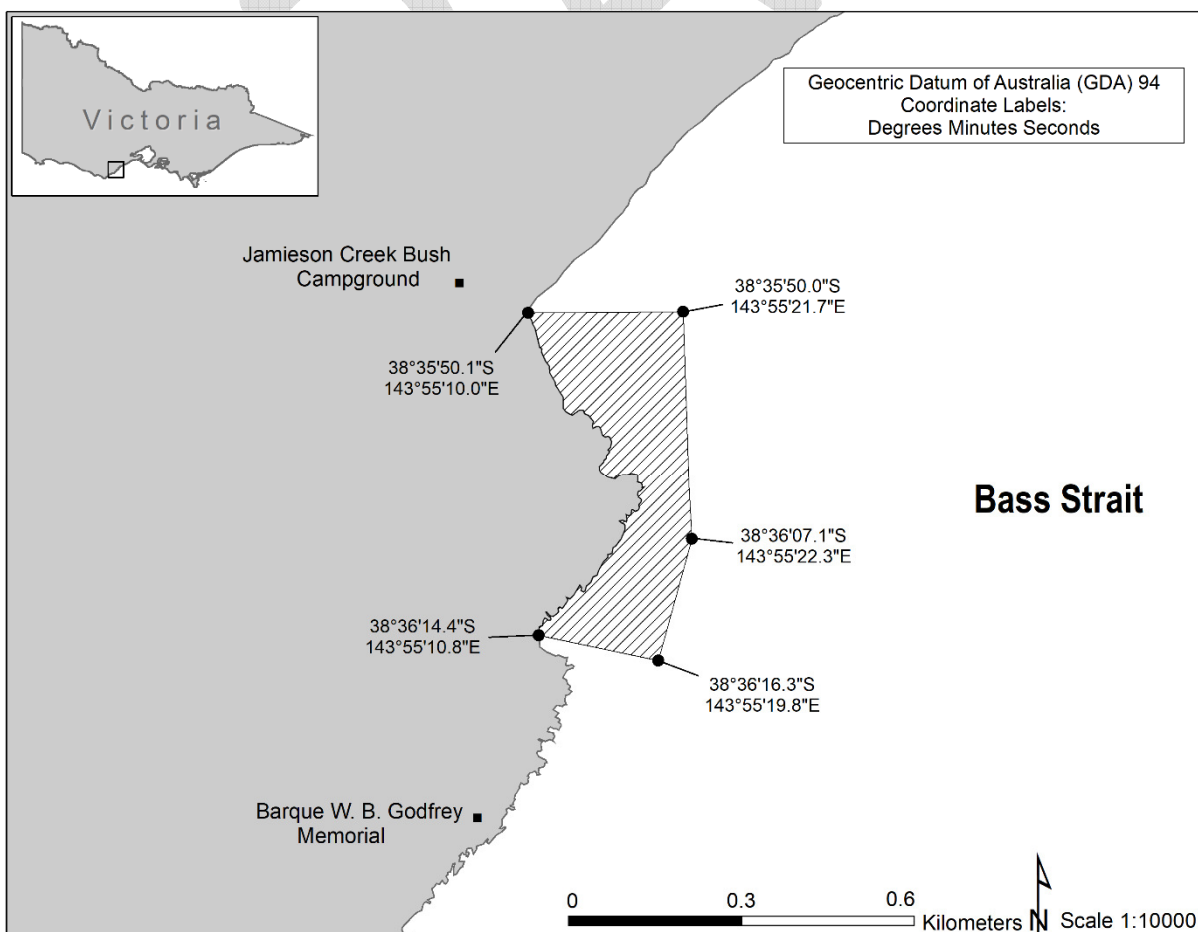 Victoria
Geocentric Datum of Australia (GDA) 94
Coordinate Labels:
Degrees Minutes Seconds
Jamieson Creek Bush
Campground
38°35'50.0"S
143°55'21.7"E
38°35'50.1"S
143°55'10.0"E
Bass Strait
38°36'07.1"S
143°55'22.3"E
38°36'14.4"S
143°55'10.8"E
38°36'16.3"S
143°55'19.8"E
Barque W. B. Godfrey
Memorial
0 0.3 0.6
Kilometers N Scale 1:10000